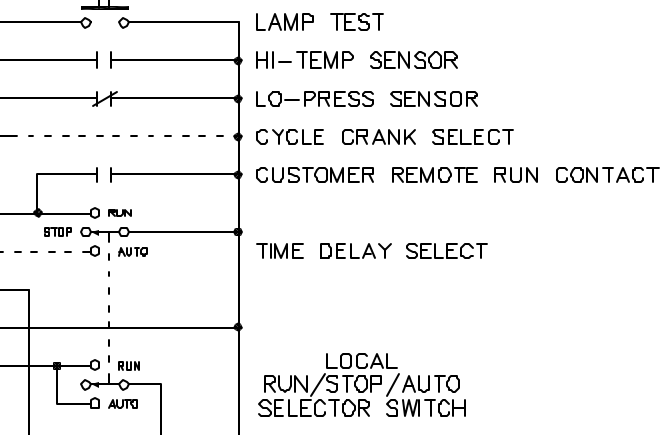 LAMP TEST
HI-TEMP SENSOR
LO-PRESS SENSOR
CYCLE CRANK SELECT
CUSTOMER REMOTE RUN CONTACT
RUN
STOP
AUTO
TIME DELAY SELECT
RUN
AUTO
LOCAL
RUN/STOP/AUTO
SELECTOR SWITCH